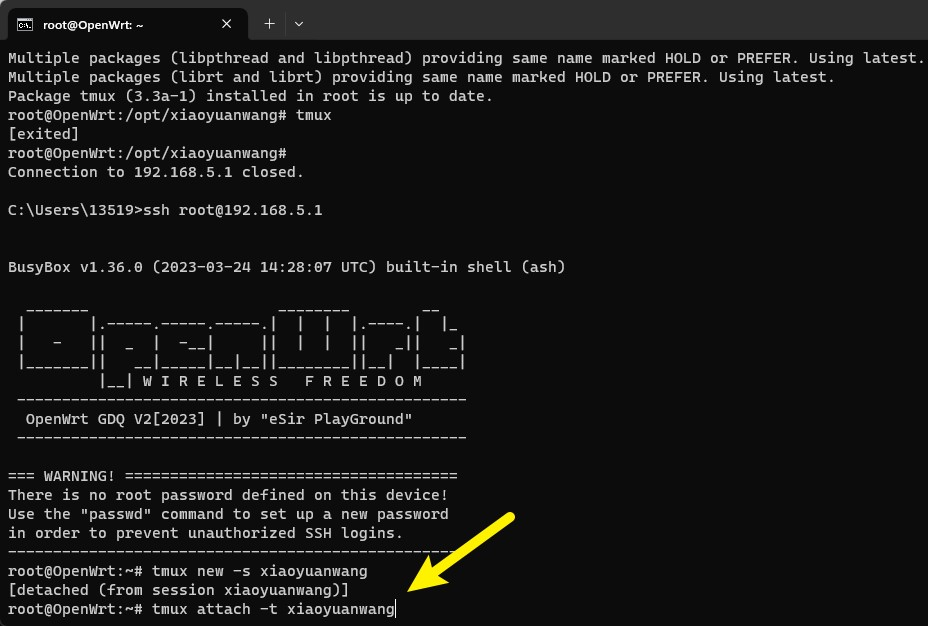 root@OpenWrt: ~
Multiple packages (libpthread and libpthread) providing same name marked HOLD or PREFER. Using latest.
Multiple packages (librt and librt) providing same name marked HOLD or PREFER. Using latest.
Package tmux (3.3a-1) installed in root is up to date.
root@OpenWrt:/opt/xiaoyuanwang# tmux
[exited]
root@OpenWrt:/opt/xiaoyuanwang#
Connection to 192.168.5.1 closed.
C:\Users\13519>ssh root@192.168.5.1
BusyBox v1.36.0 (2023-03-24 14:28:07 UTC) built-in shell (ash)
OpenWrt
W I R E L E S S   F R E E D O M
-----------------------------------------------------
OpenWrt GDQ V2[2023] | by "eSir PlayGround"
-----------------------------------------------------
=== WARNING! =====================================
There is no root password defined on this device!
Use the "passwd" command to set up a new password
in order to prevent unauthorized SSH logins.
--------------------------------------------------
root@OpenWrt:~# tmux new -s xiaoyuanwang
[detached (from session xiaoyuanwang)]
root@OpenWrt:~# tmux attach -t xiaoyuanwang